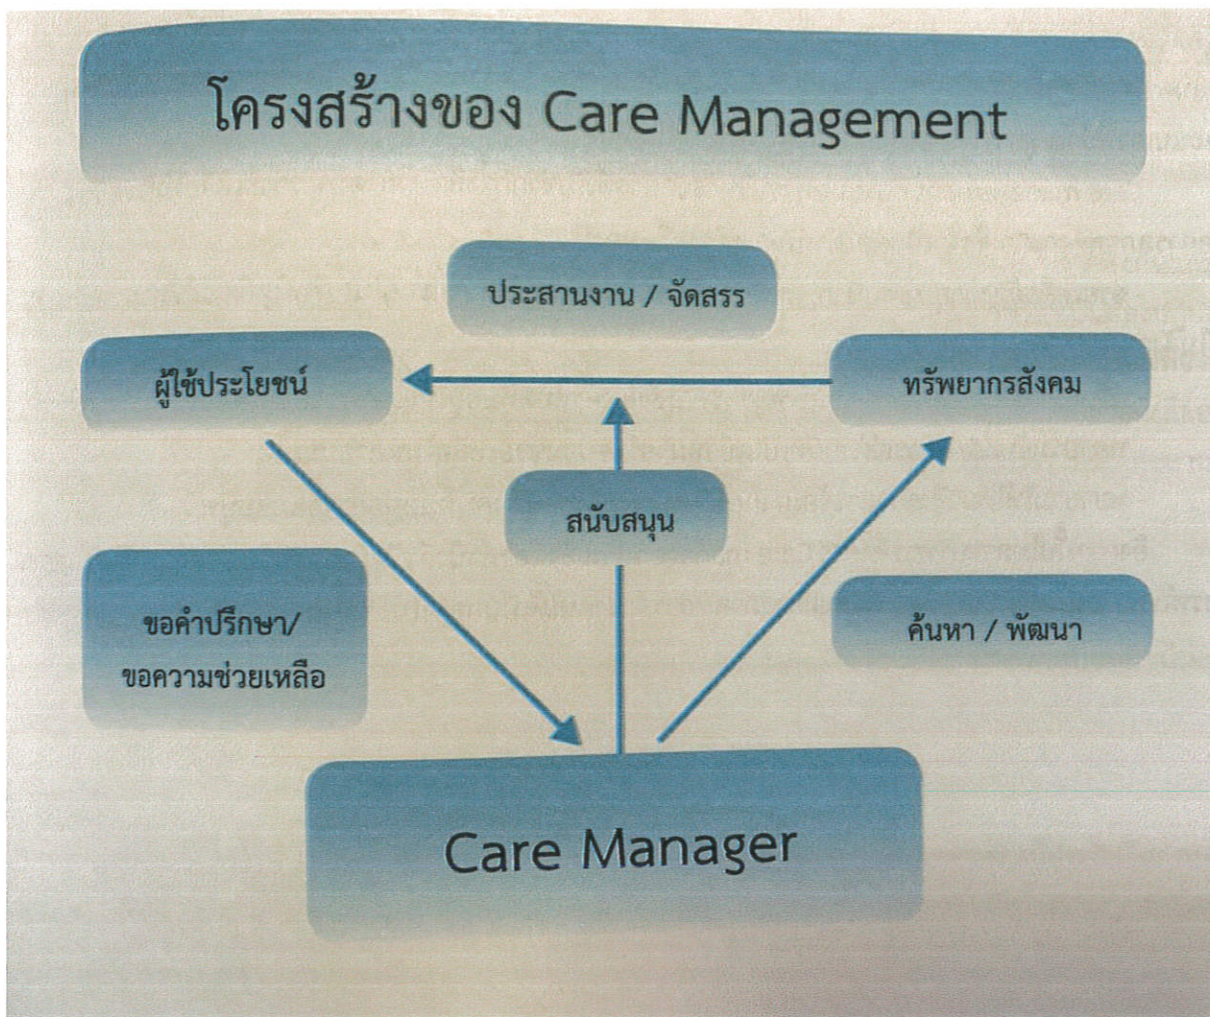 โครงสร้างของ Care Management
ประสานงาน / จัดสรร
ผู้ใช้ประโยชน์
ทรัพยากรสังคม
สนับสนุน
ขอคำปรึกษา/
ขอความช่วยเหลือ
ค้นหา / พัฒนา
Care Manager